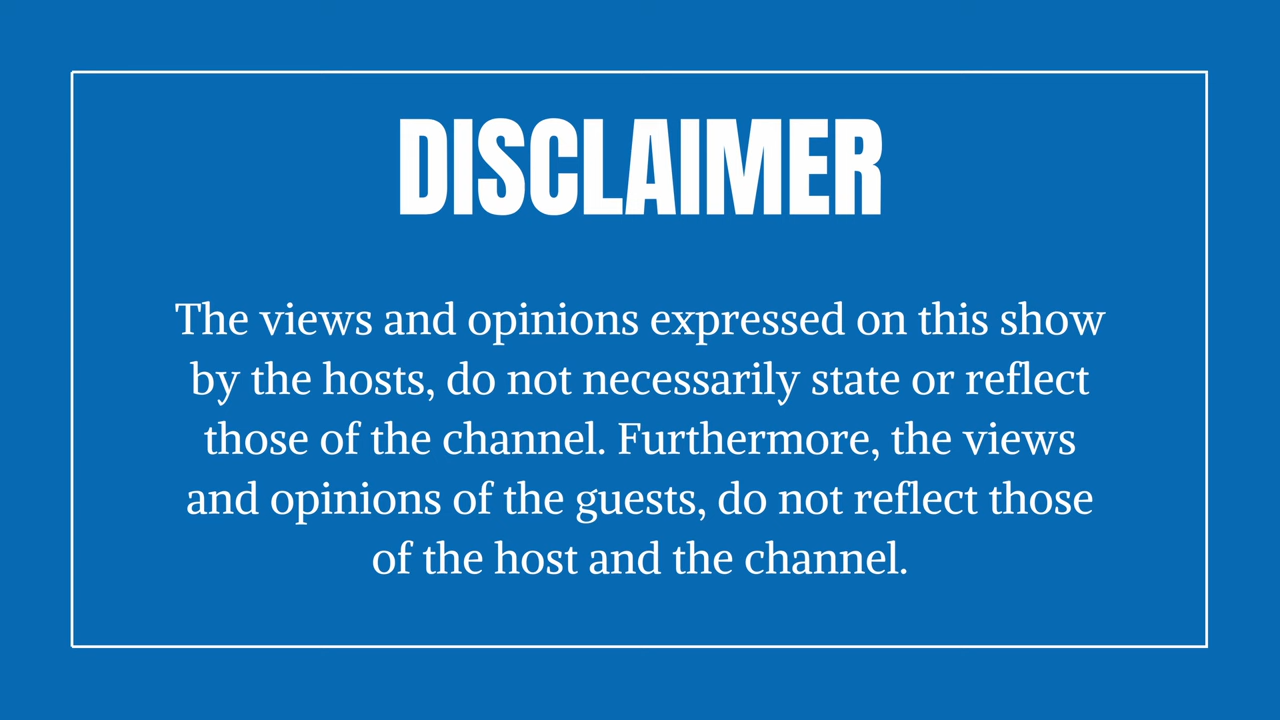 DISCLAIMER
The views and opinions expressed on this show
by the hosts, do not necessarily state or reflect
those of the channel. Furthermore, the views
and opinions of the guests, do not reflect those
of the host and the channel.